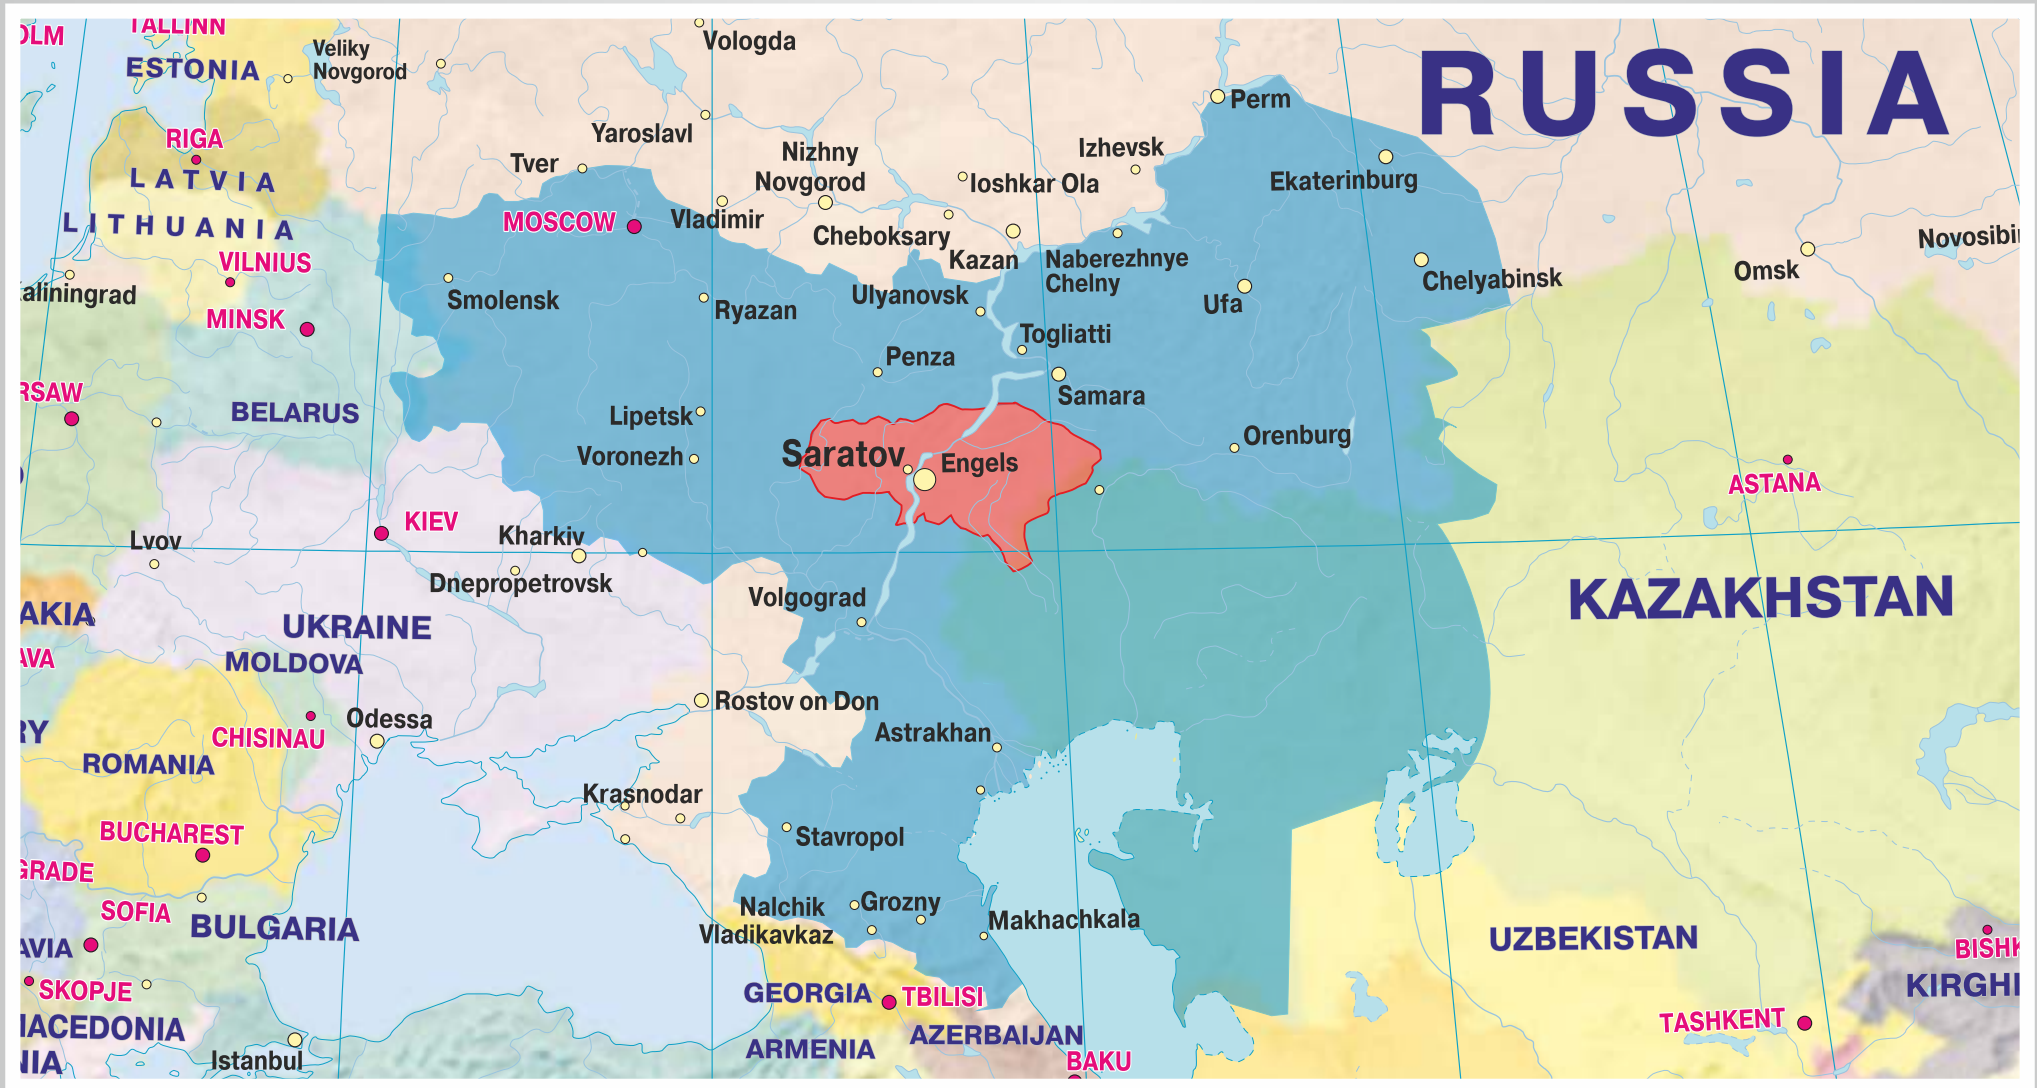 OLM
TALLINN
ESTONIA
Veliky
Novgorod
Vologda
RUSSIA
Perm
Yaroslavl
RIGA
LATVIA
Tver
Nizhny
Novgorod
Ioshkar Ola
Izhevsk
Ekaterinburg
LITHUANIA
MOSCOW
Vladimir
Cheboksary
Kazan
Naberezhnye
Chelny
Novosibi
Omsk
VILNIUS
Kaliningrad
Smolensk
Ryazan
Ulyanovsk
Ufa
Chelyabinsk
MINSK
Togliatti
Penza
RSAW
BELARUS
Lipetsk
Samara
Voronezh
Saratov
Engels
Orenburg
ASTANA
KIEV
Lvov
Kharkiv
Dnepropetrovsk
Volgograd
KAZAKHSTAN
AKIA
UKRAINE
AVA
MOLDOVA
RY
CHISINAU
Odessa
Rostov on Don
Astrakhan
ROMANIA
Krasnodar
BUCHAREST
Stavropol
GRADE
SOFIA
BULGARIA
Nalchik
Grozny
Vladikavkaz
Makhachkala
UZBEKISTAN
AVIA
BISHK
SKOPJE
GEORGIA
TBILISI
KIRGHI
MACEDONIA
AZERBAIJAN
TASHKENT
NIA
Istanbul
ARMENIA
BAKU